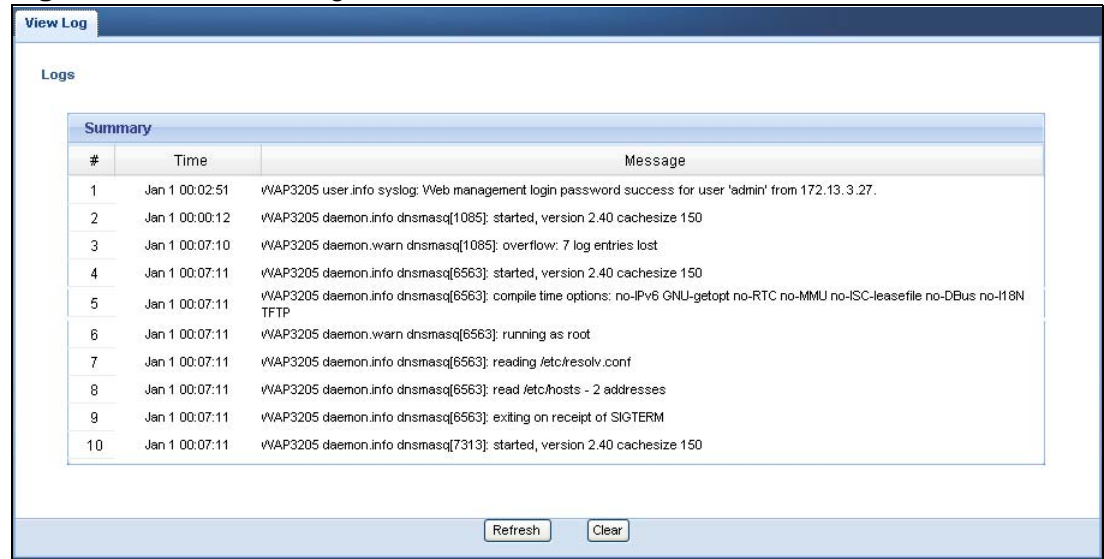 View Log
Logs
Summary
# Time Message
1 Jan 1 00:02:51 WAP3205 user.info syslog: Web management login password success for user 'admin' from 172.13.3.27.
2 Jan 1 00:00:12 WAP3205 daemon.info dnsmasq[1085]: started, version 2.40 cachesize 150
3 Jan 1 00:07:10 WAP3205 daemon.warn dnsmasq[1085]: overflow: 7 log entries lost
4 Jan 1 00:07:11 WAP3205 daemon.info dnsmasq[6563]: started, version 2.40 cachesize 150
5 Jan 1 00:07:11 WAP3205 daemon.info dnsmasq[6563]: compile time options: no-IPv6 GNU-getopt no-RTC no-MMU no-ISC-leasefile no-DBus no-I18N
TFTP
6 Jan 1 00:07:11 WAP3205 daemon.warn dnsmasq[6563]: running as root
7 Jan 1 00:07:11 WAP3205 daemon.info dnsmasq[6563]: reading /etc/resolv.conf
8 Jan 1 00:07:11 WAP3205 daemon.info dnsmasq[6563]: read /etc/hosts - 2 addresses
9 Jan 1 00:07:11 WAP3205 daemon.info dnsmasq[6563]: exiting on receipt of SIGTERM
10 Jan 1 00:07:11 WAP3205 daemon.info dnsmasq[7313]: started, version 2.40 cachesize 150
Refresh Clear